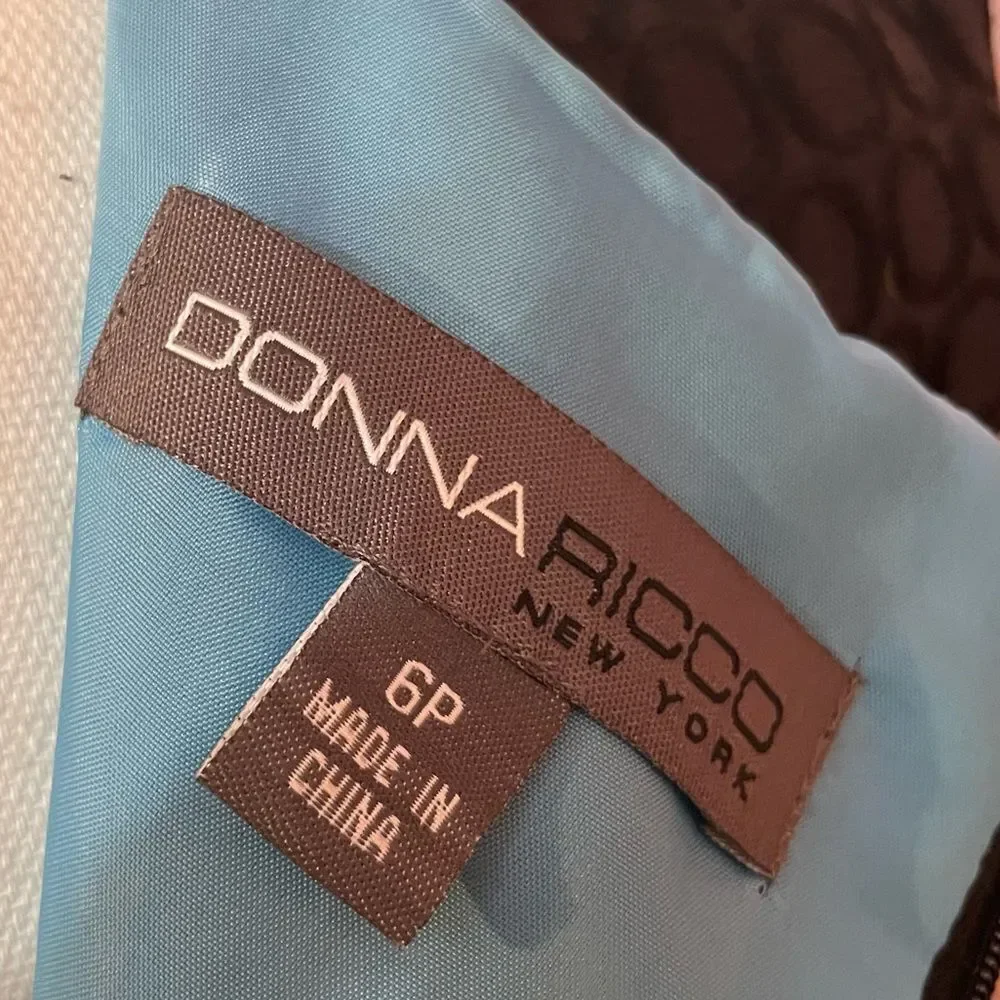 DONNA RICCO
NEW YORK
6P
MADE IN
CHINA